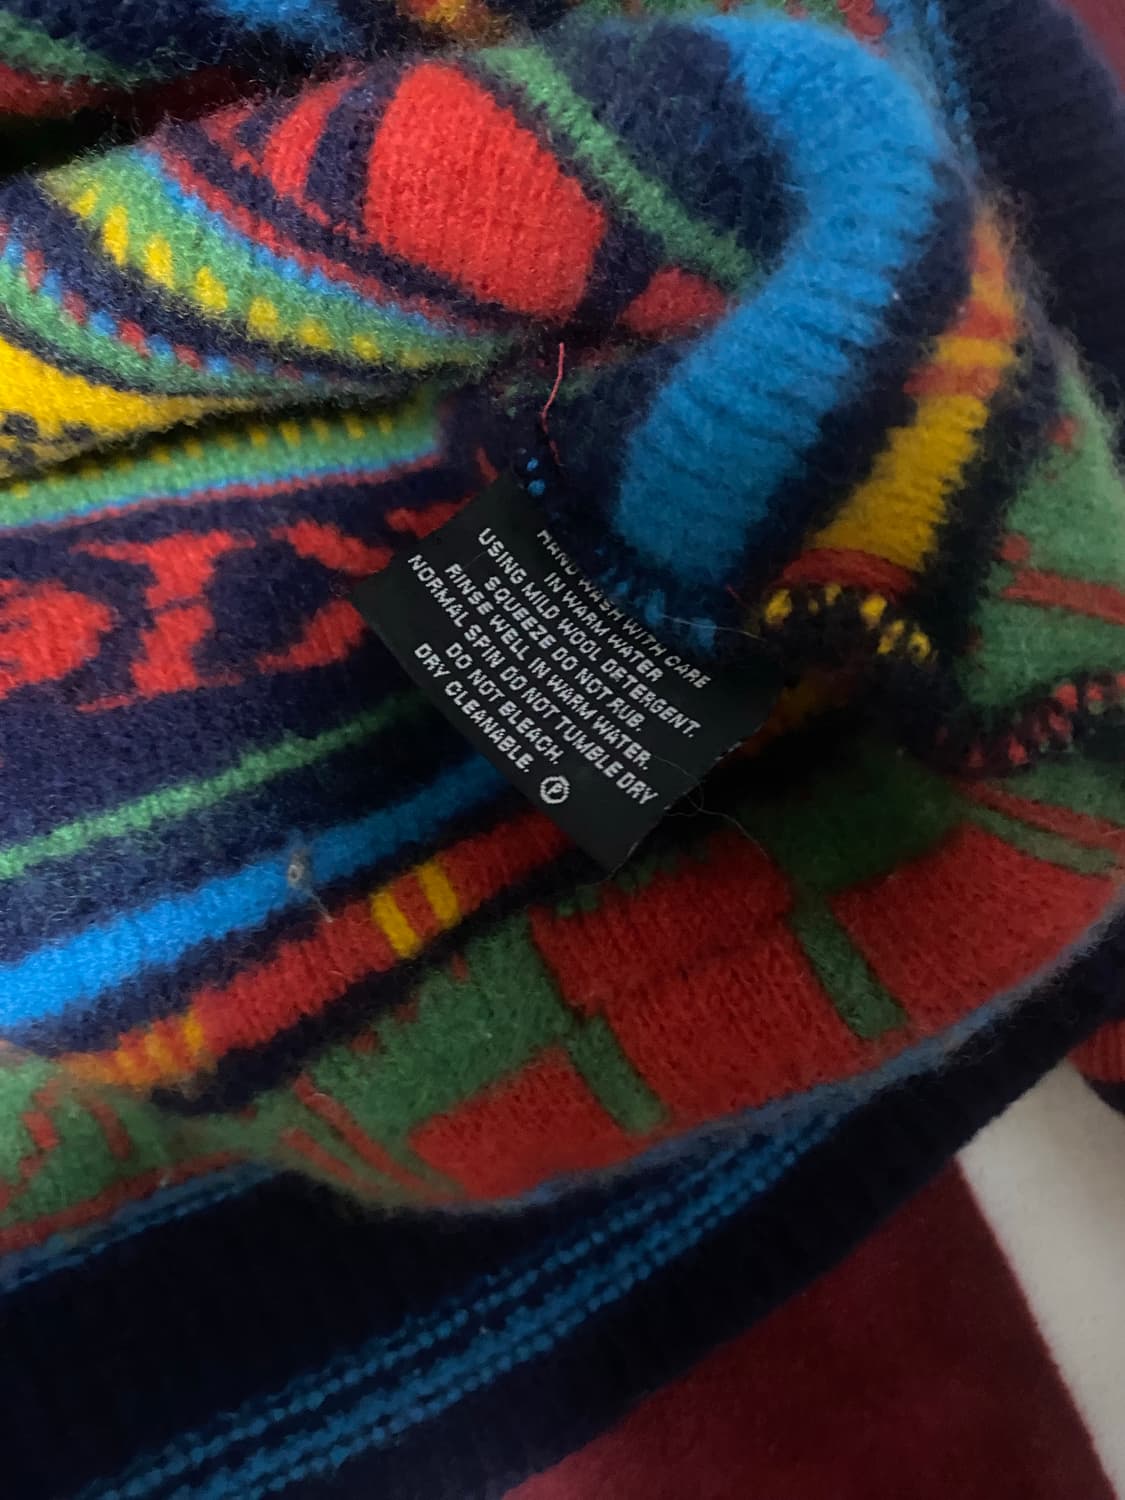 HAND WASH WITH CARE
IN WARM WATER
USING MILD WOOL DETERGENT.
SQUEEZE DO NOT RUB.
RINSE WELL IN WARM WATER.
NORMAL SPIN DO NOT TUMBLE DRY
DO NOT BLEACH.
DRY CLEANABLE. Ⓟ